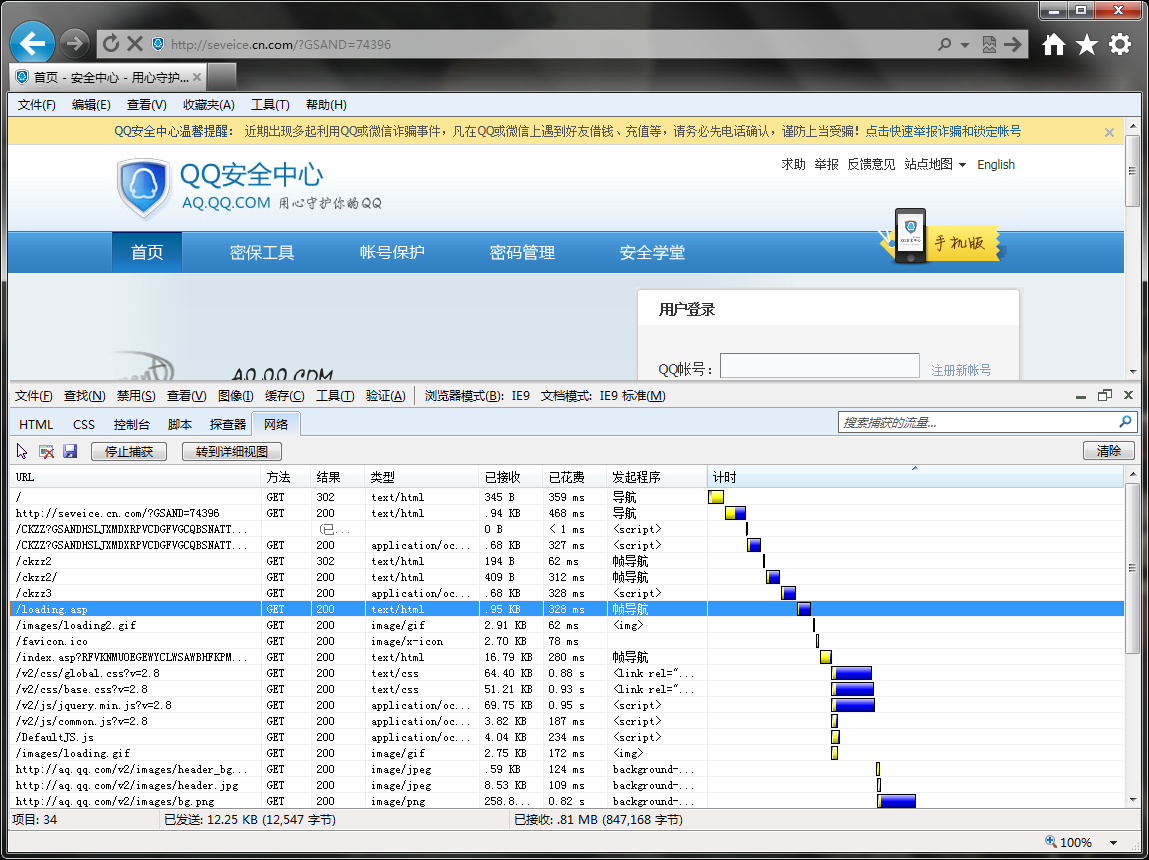 http://seveice.cn.com/?GSAND=74396
首页 - 安全中心 - 用心守护...
文件(F) 编辑(E) 查看(V) 收藏夹(A) 工具(T) 帮助(H)
QQ安全中心温馨提醒: 近期出现多起利用QQ或微信诈骗事件，凡在QQ或微信上遇到好友借钱、充值等，请务必先电话确认，谨防上当受骗！点击快速举报诈骗和锁定帐号
求助 举报 反馈意见 站点地图 English
QQ安全中心
AQ.QQ.COM 用心守护你的QQ
首页 密保工具 帐号保护 密码管理 安全学堂 手机版
用户登录
AQ.QQ.COM
QQ帐号： 注册新帐号
文件(F) 查找(N) 禁用(S) 查看(V) 图像(I) 缓存(C) 工具(T) 验证(A) 浏览器模式(B): IE9 文档模式: IE9 标准(M)
HTML CSS 控制台 脚本 探查器 网络 搜索捕获的流量...
停止捕获 转到详细视图 清除
URL 方法 结果 类型 已接收 已花费 发起程序 计时
/ GET 302 text/html 345 B 359 ms 导航
http://seveice.cn.com/?GSAND=74396 GET 200 text/html .94 KB 468 ms 导航
/CKZZ?GSANDHSLJXMDXRPVCDGFVGCQBSNATT... (已... 0 B < 1 ms <script>
/CKZZ?GSANDHSLJXMDXRPVCDGFVGCQBSNATT... GET 200 application/oc... .68 KB 327 ms <script>
/ckzz2 GET 302 text/html 194 B 62 ms 帧导航
/ckzz2/ GET 200 text/html 409 B 312 ms 帧导航
/ckzz3 GET 200 application/oc... .68 KB 328 ms <script>
/loading.asp GET 200 text/html .95 KB 328 ms 帧导航
/images/loading2.gif GET 200 image/gif 2.91 KB 62 ms <img>
/favicon.ico GET 200 image/x-icon 2.70 KB 78 ms
/index.asp?RFVKNMUOEGEWYCLWSAWBHFKPM... GET 200 text/html 16.79 KB 280 ms 帧导航
/v2/css/global.css?v=2.8 GET 200 text/css 64.40 KB 0.88 s <link rel="...
/v2/css/base.css?v=2.8 GET 200 text/css 51.21 KB 0.93 s <link rel="...
/v2/js/jquery.min.js?v=2.8 GET 200 application/oc... 69.75 KB 0.95 s <script>
/v2/js/common.js?v=2.8 GET 200 application/oc... 3.82 KB 187 ms <script>
/DefaultJS.js GET 200 application/oc... 4.04 KB 234 ms <script>
/images/loading.gif GET 200 image/gif 2.75 KB 172 ms <img>
http://aq.qq.com/v2/images/header_bg... GET 200 image/jpeg .59 KB 124 ms background-...
http://aq.qq.com/v2/images/header.jpg GET 200 image/jpeg 8.53 KB 109 ms background-...
http://aq.qq.com/v2/images/bg.png GET 200 image/png 258.8... 0.82 s background-...
项目: 34 已发送: 12.25 KB (12,547 字节) 已接收: .81 MB (847,168 字节)
100%